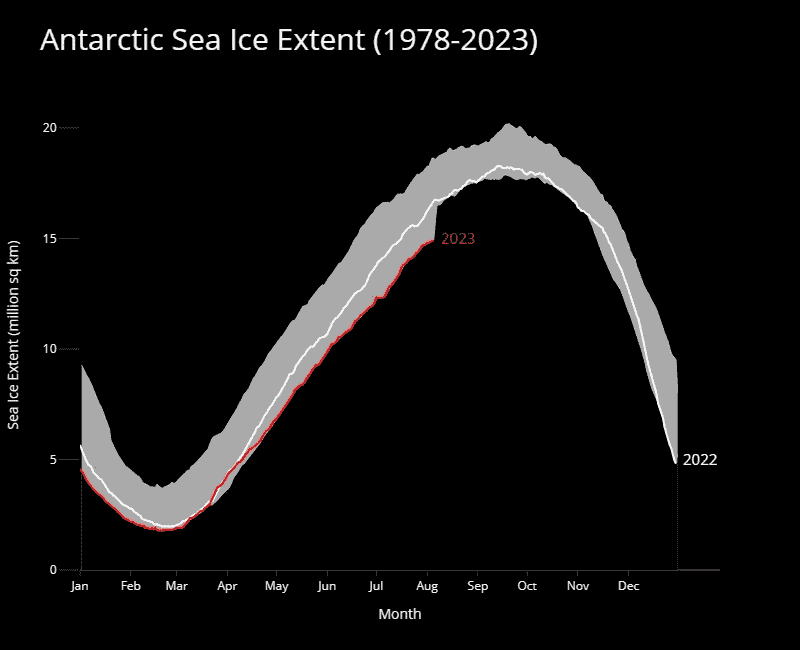 Antarctic Sea Ice Extent (1978-2023)
Sea Ice Extent (million sq km)
20
15
10
5
0
2023
2022
Jan Feb Mar Apr May Jun Jul Aug Sep Oct Nov Dec
Month